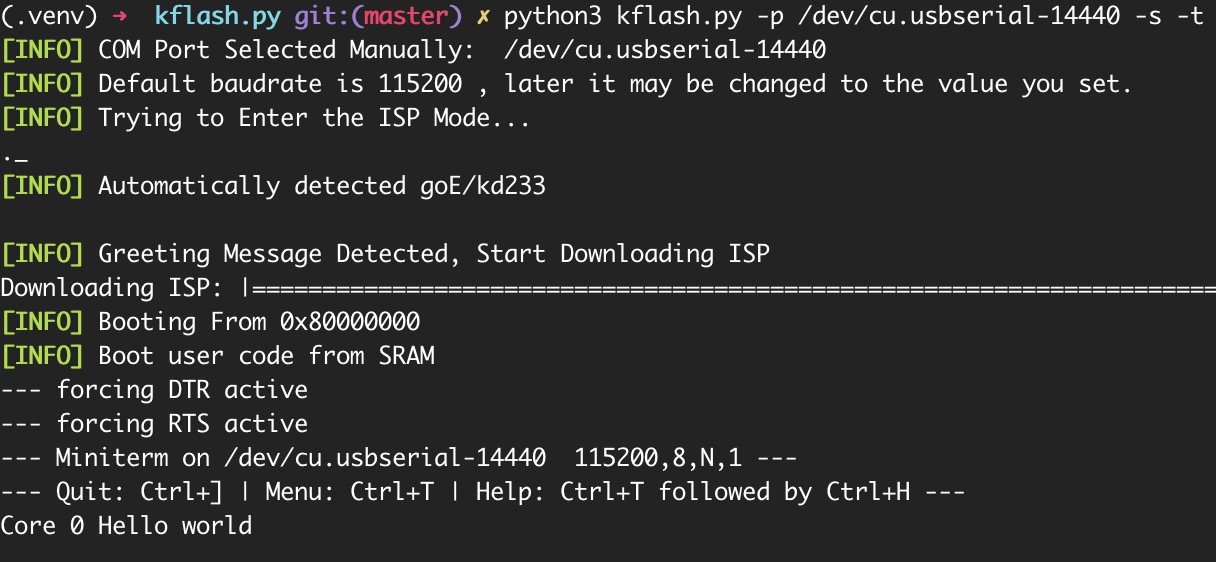 (.venv) ➜  kflash.py git:(master) ✗ python3 kflash.py -p /dev/cu.usbserial-14440 -s -t
[INFO] COM Port Selected Manually:  /dev/cu.usbserial-14440
[INFO] Default baudrate is 115200 , later it may be changed to the value you set.
[INFO] Trying to Enter the ISP Mode...
._
[INFO] Automatically detected goE/kd233
[INFO] Greeting Message Detected, Start Downloading ISP
Downloading ISP: |=====================================================================
[INFO] Booting From 0x80000000
[INFO] Boot user code from SRAM
--- forcing DTR active
--- forcing RTS active
--- Miniterm on /dev/cu.usbserial-14440  115200,8,N,1 ---
--- Quit: Ctrl+] | Menu: Ctrl+T | Help: Ctrl+T followed by Ctrl+H ---
Core 0 Hello world